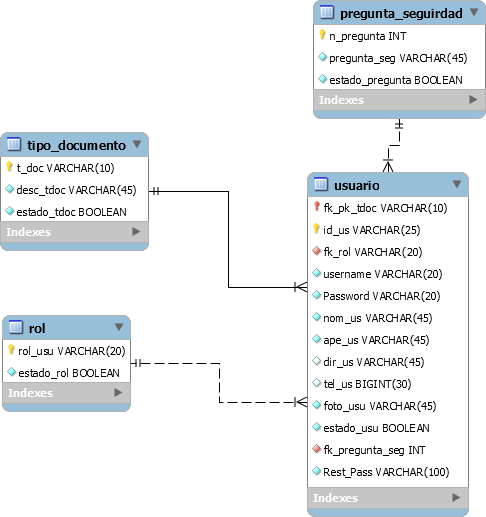 pregunta_seguirdad
n_pregunta INT
pregunta_seg VARCHAR(45)
estado_pregunta BOOLEAN
Indexes
tipo_documento
t_doc VARCHAR(10)
desc_tdoc VARCHAR(45)
estado_tdoc BOOLEAN
Indexes
usuario
fk_pk_tdoc VARCHAR(10)
id_us VARCHAR(25)
fk_rol VARCHAR(20)
username VARCHAR(20)
Password VARCHAR(20)
nom_us VARCHAR(45)
ape_us VARCHAR(45)
dir_us VARCHAR(45)
tel_us BIGINT(30)
foto_usu VARCHAR(45)
estado_usu BOOLEAN
fk_pregunta_seg INT
Rest_Pass VARCHAR(100)
Indexes
rol
rol_usu VARCHAR(20)
estado_rol BOOLEAN
Indexes